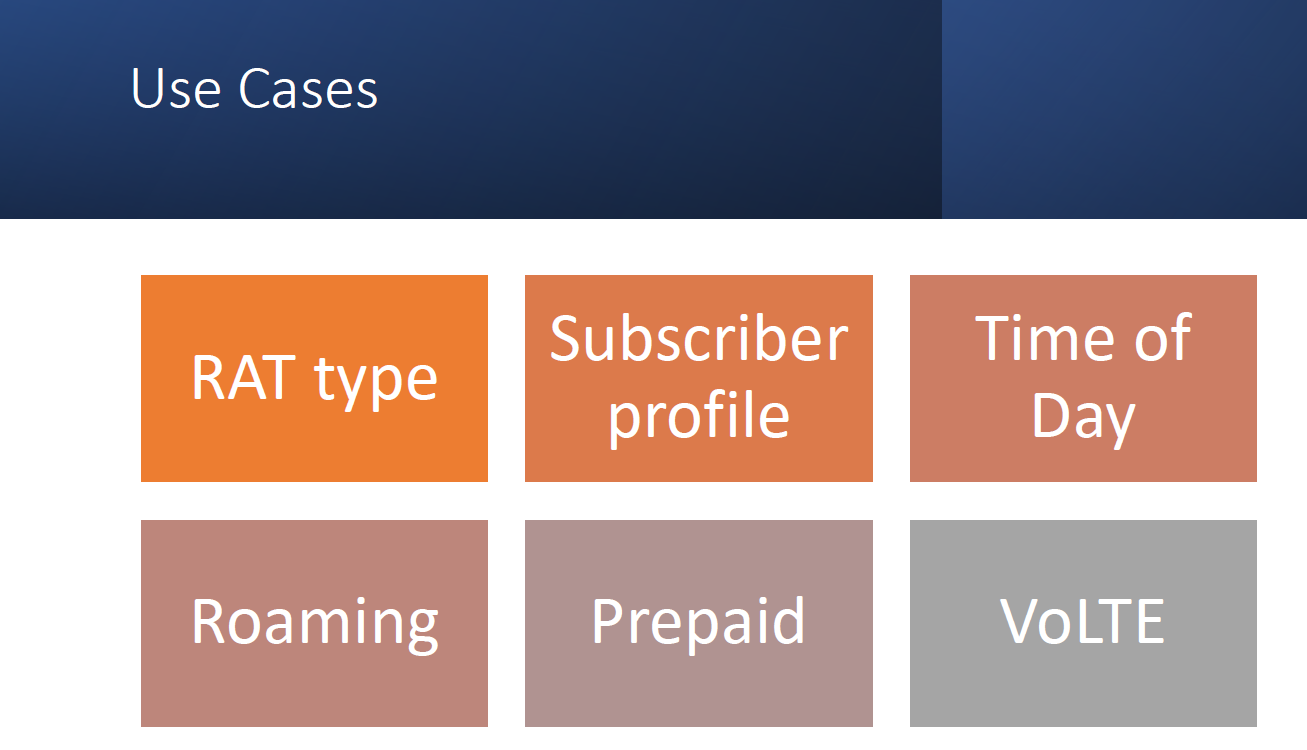 Use Cases
RAT type
Subscriber
profile
Time of
Day
Roaming
Prepaid
VoLTE